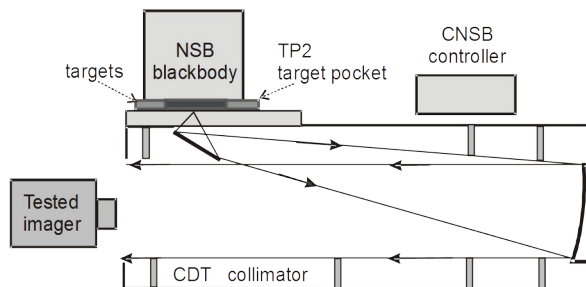 NSB
blackbody
targets
TP2
target pocket
CNSB
controller
Tested
imager
CDT collimator